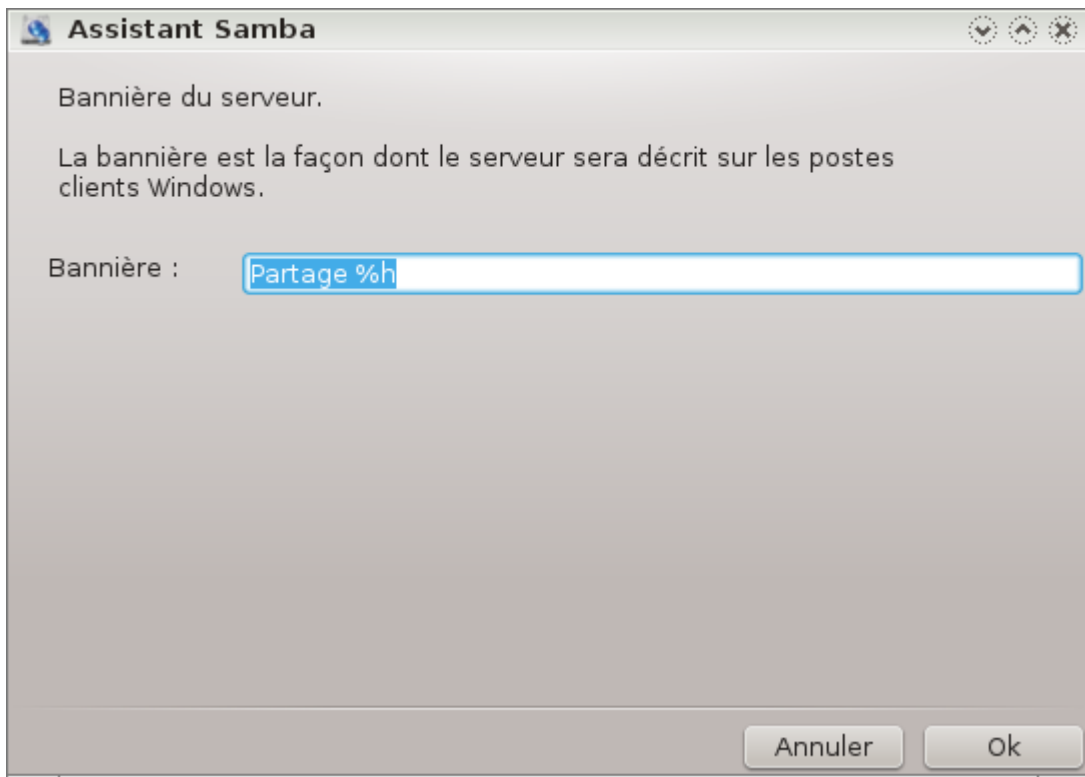 Assistant Samba
Bannière du serveur.
La bannière est la façon dont le serveur sera décrit sur les postes
clients Windows.
Bannière : Partage %h
Annuler Ok